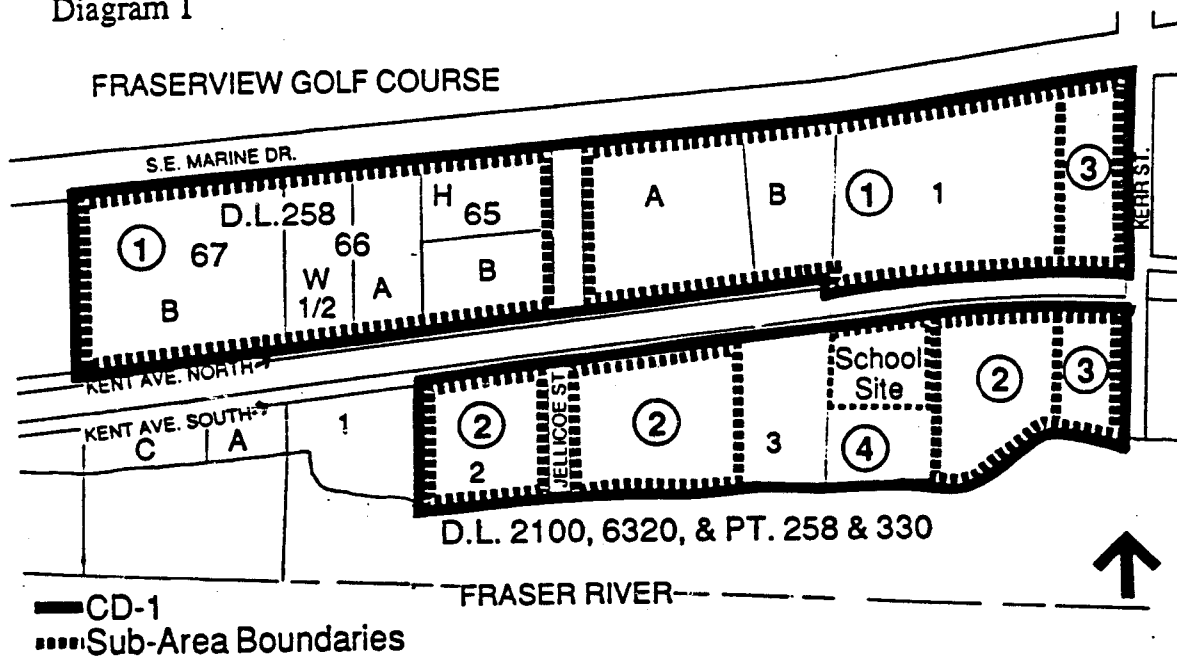 Diagram 1
FRASERVIEW GOLF COURSE
S.E. MARINE DR.
KERR ST.
D.L.258
1 67
B
66
W
1/2
A
H 65
B
A
B
1 1
3
KENT AVE. NORTH
KENT AVE. SOUTH
C
A
1
2
2
JELLICOE ST
2
3
School
Site
4
2
3
D.L. 2100, 6320, & PT. 258 & 330
FRASER RIVER
CD-1
Sub-Area Boundaries